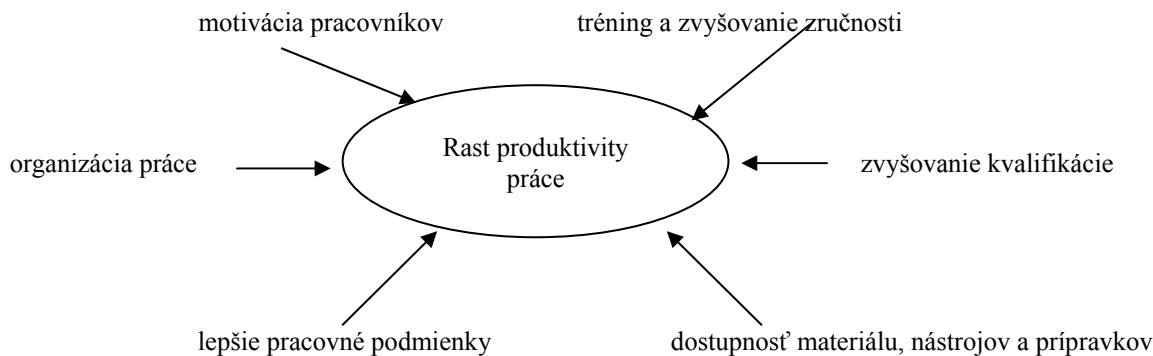 motivácia pracovníkov
tréning a zvyšovanie zručnosti
organizácia práce
Rast produktivity
práce
zvyšovanie kvalifikácie
lepšie pracovné podmienky
dostupnosť materiálu, nástrojov a prípravkov